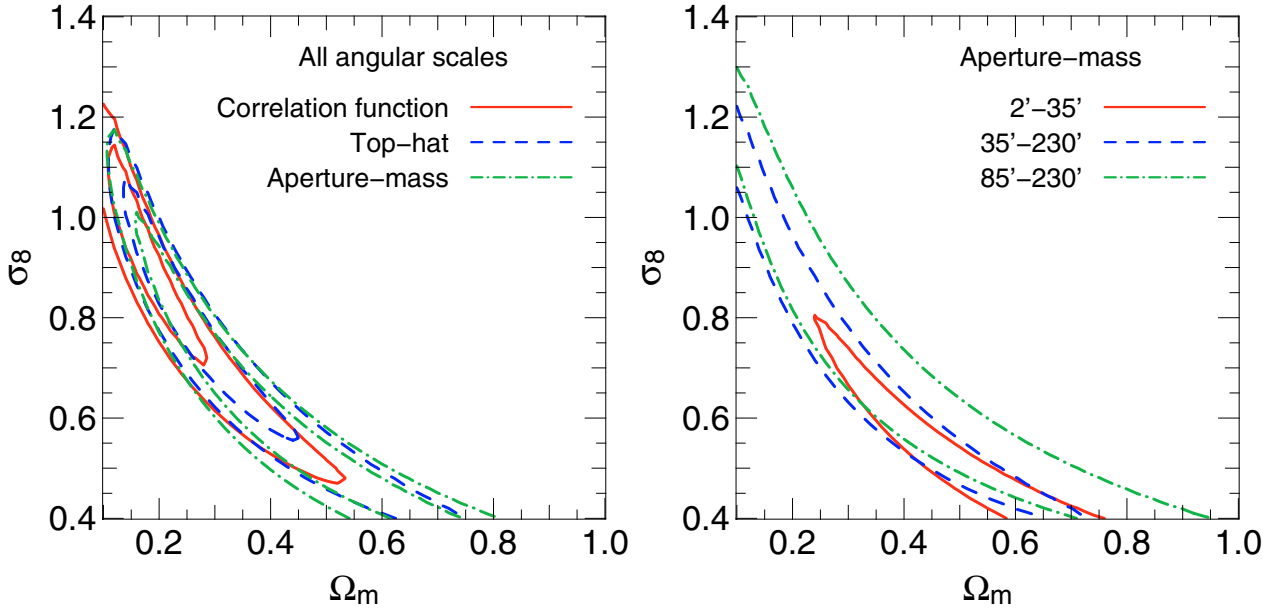 1.4
1.2
1.0
0.8
0.6
0.4
0.2 0.4 0.6 0.8 1.0
σ8
Ωm
All angular scales
Correlation function
Top−hat
Aperture−mass
1.4
1.2
1.0
0.8
0.6
0.4
0.2 0.4 0.6 0.8 1.0
σ8
Ωm
Aperture−mass
2’−35’
35’−230’
85’−230’